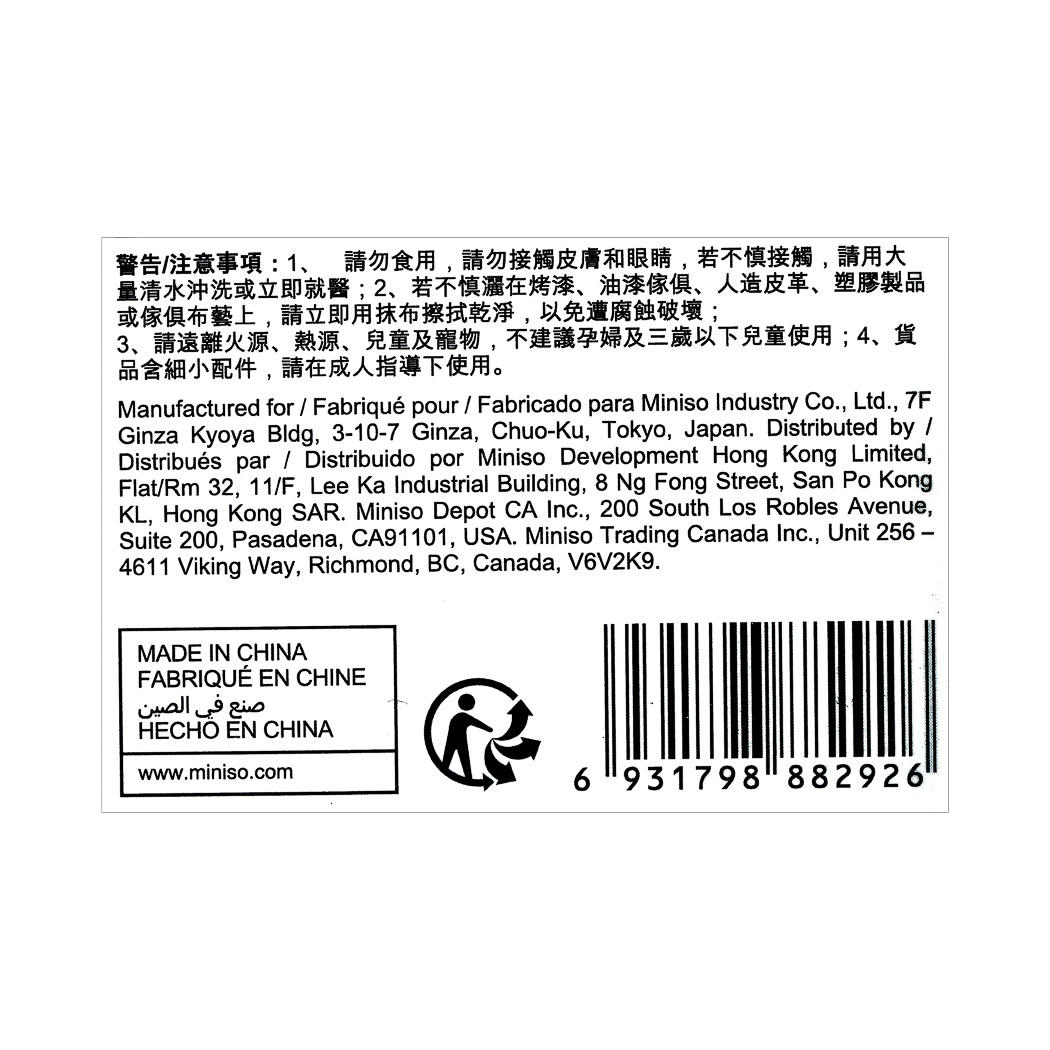 警告/注意事項：1、 請勿食用，請勿接觸皮膚和眼睛，若不慎接觸，請用大
量清水沖洗或立即就醫；2、若不慎灑在烤漆、油漆傢俱、人造皮革、塑膠製品
或傢俱布藝上，請立即用抹布擦拭乾淨，以免遭腐蝕破壞；
3、請遠離火源、熱源、兒童及寵物，不建議孕婦及三歲以下兒童使用；4、貨
品含細小配件，請在成人指導下使用。
Manufactured for / Fabriqué pour / Fabricado para Miniso Industry Co., Ltd., 7F
Ginza Kyoya Bldg, 3-10-7 Ginza, Chuo-Ku, Tokyo, Japan. Distributed by /
Distribués par / Distribuido por Miniso Development Hong Kong Limited,
Flat/Rm 32, 11/F, Lee Ka Industrial Building, 8 Ng Fong Street, San Po Kong
KL, Hong Kong SAR. Miniso Depot CA Inc., 200 South Los Robles Avenue,
Suite 200, Pasadena, CA91101, USA. Miniso Trading Canada Inc., Unit 256 –
4611 Viking Way, Richmond, BC, Canada, V6V2K9.
MADE IN CHINA
FABRIQUÉ EN CHINE
صنع في الصين
HECHO EN CHINA
www.miniso.com
6 931798 882926